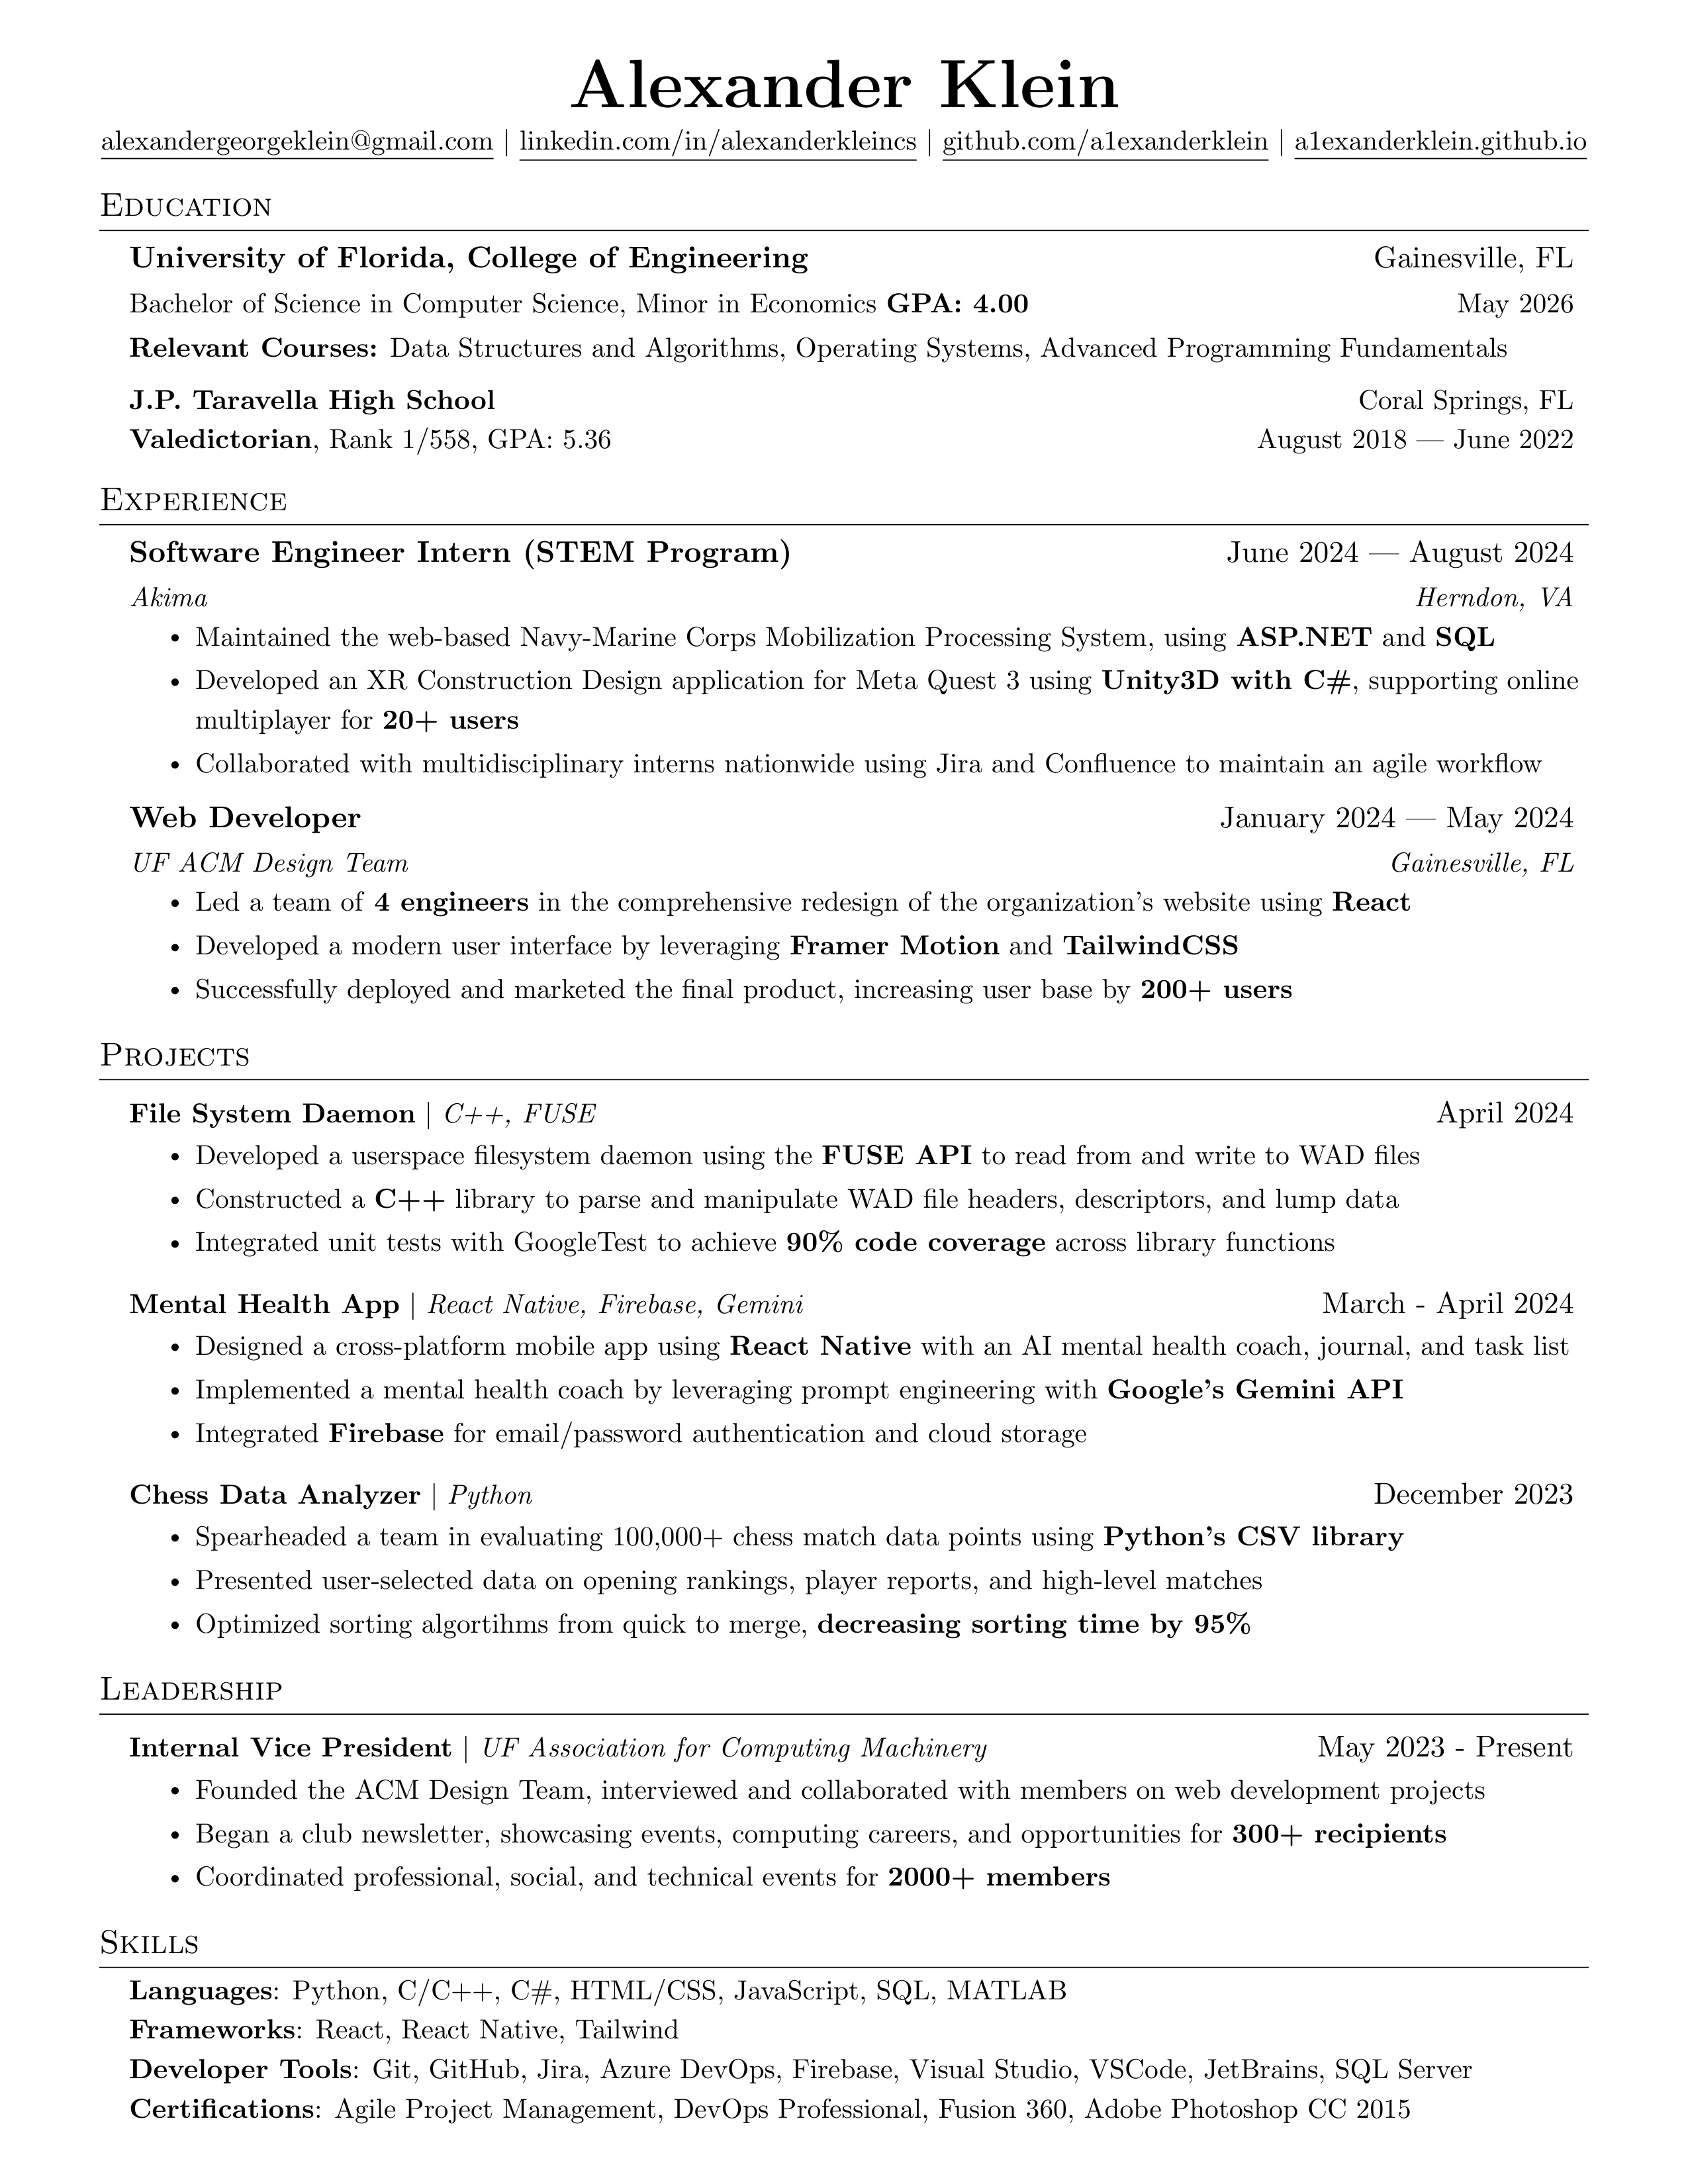 Alexander Klein
alexandergeorgeklein@gmail.com | linkedin.com/in/alexanderkleincs | github.com/a1exanderklein | a1exanderklein.github.io
Education
University of Florida, College of Engineering Gainesville, FL
Bachelor of Science in Computer Science, Minor in Economics GPA: 4.00 May 2026
Relevant Courses: Data Structures and Algorithms, Operating Systems, Advanced Programming Fundamentals
J.P. Taravella High School Coral Springs, FL
Valedictorian, Rank 1/558, GPA: 5.36 August 2018 — June 2022
Experience
Software Engineer Intern (STEM Program) June 2024 — August 2024
Akima Herndon, VA
• Maintained the web-based Navy-Marine Corps Mobilization Processing System, using ASP.NET and SQL
• Developed an XR Construction Design application for Meta Quest 3 using Unity3D with C#, supporting online
multiplayer for 20+ users
• Collaborated with multidisciplinary interns nationwide using Jira and Confluence to maintain an agile workflow
Web Developer January 2024 — May 2024
UF ACM Design Team Gainesville, FL
• Led a team of 4 engineers in the comprehensive redesign of the organization's website using React
• Developed a modern user interface by leveraging Framer Motion and TailwindCSS
• Successfully deployed and marketed the final product, increasing user base by 200+ users
Projects
File System Daemon | C++, FUSE April 2024
• Developed a userspace filesystem daemon using the FUSE API to read from and write to WAD files
• Constructed a C++ library to parse and manipulate WAD file headers, descriptors, and lump data
• Integrated unit tests with GoogleTest to achieve 90% code coverage across library functions
Mental Health App | React Native, Firebase, Gemini March - April 2024
• Designed a cross-platform mobile app using React Native with an AI mental health coach, journal, and task list
• Implemented a mental health coach by leveraging prompt engineering with Google's Gemini API
• Integrated Firebase for email/password authentication and cloud storage
Chess Data Analyzer | Python December 2023
• Spearheaded a team in evaluating 100,000+ chess match data points using Python's CSV library
• Presented user-selected data on opening rankings, player reports, and high-level matches
• Optimized sorting algortihms from quick to merge, decreasing sorting time by 95%
Leadership
Internal Vice President | UF Association for Computing Machinery May 2023 - Present
• Founded the ACM Design Team, interviewed and collaborated with members on web development projects
• Began a club newsletter, showcasing events, computing careers, and opportunities for 300+ recipients
• Coordinated professional, social, and technical events for 2000+ members
Skills
Languages: Python, C/C++, C#, HTML/CSS, JavaScript, SQL, MATLAB
Frameworks: React, React Native, Tailwind
Developer Tools: Git, GitHub, Jira, Azure DevOps, Firebase, Visual Studio, VSCode, JetBrains, SQL Server
Certifications: Agile Project Management, DevOps Professional, Fusion 360, Adobe Photoshop CC 2015